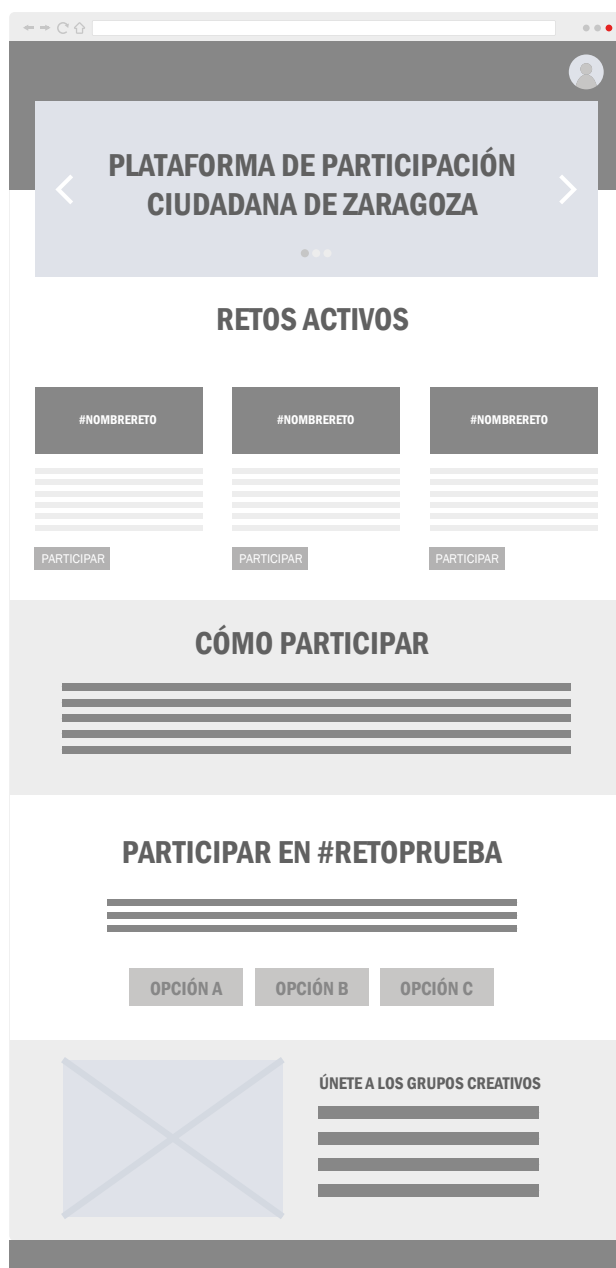 PLATAFORMA DE PARTICIPACIÓN
CIUDADANA DE ZARAGOZA
RETOS ACTIVOS
#NOMBRERETO
#NOMBRERETO
#NOMBRERETO
PARTICIPAR
PARTICIPAR
PARTICIPAR
CÓMO PARTICIPAR
PARTICIPAR EN #RETOPRUEBA
OPCIÓN A
OPCIÓN B
OPCIÓN C
ÚNETE A LOS GRUPOS CREATIVOS